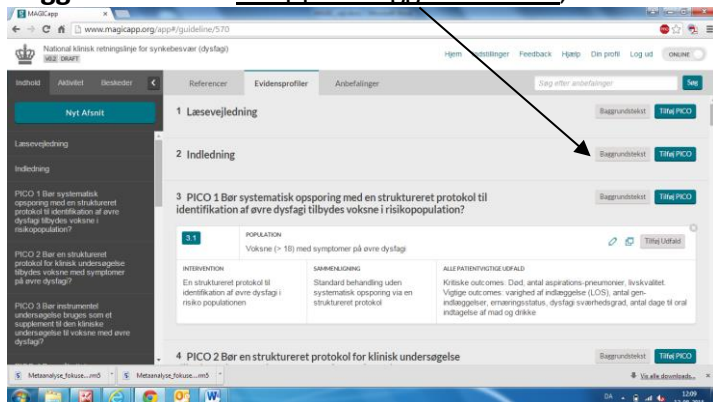 MAGICapp
www.magicapp.org/app#/guideline/570
National klinisk retningslinje for synkebesvær (dysfagi)
v0.2 DRAFT
Hjem
Indstillinger
Feedback
Hjælp
Din profil
Log ud
ONLINE
Indhold
Aktivitet
Beskeder
Referencer
Evidensprofiler
Anbefalinger
Søg efter anbefalinger
Søg
Nyt Afsnit
Læsevejledning
Indledning
PICO 1 Bør systematisk
opsporing med en struktureret
protokol til identifikation af øvre
dysfagi tilbydes voksne i
risikopopulation?
PICO 2 Bør en struktureret
protokol for klinisk undersøgelse
tilbydes voksne med symptomer
på øvre dysfagi?
PICO 3 Bør instrumentel
undersøgelse bruges som et
supplement til den kliniske
undersøgelse til voksne med øvre
dysfagi?
1 Læsevejledning
Baggrundstekst
Tilføj PICO
2 Indledning
Baggrundstekst
Tilføj PICO
3 PICO 1 Bør systematisk opsporing med en struktureret protokol til
identifikation af øvre dysfagi tilbydes voksne i risikopopulation?
Baggrundstekst
Tilføj PICO
3.1
POPULATION
Voksne (> 18) med symptomer på øvre dysfagi
Tilføj Udfald
INTERVENTION
En struktureret protokol til
identifikation af øvre dysfagi i
risiko populationen
SAMMENLIGNING
Standard behandling uden
systematisk opsporing via en
struktureret protokol
ALLE PATIENTVIGTIGE UDFALD
Kritiske outcomes: Død, antal aspirations-pneumonier, livskvalitet.
Vigtige outcomes: varighed af indlæggelse (LOS), antal gen-
indlæggelser, ernæringsstatus, dysfagi sværhedsgrad, antal dage til oral
indtagelse af mad og drikke
4 PICO 2 Bør en struktureret protokol for klinisk undersøgelse
Baggrundstekst
Tilføj PICO
Metaanalyse_fokuse....rm5
Metaanalyse_fokuse....rm5
Vis alle downloads...
DA
12:09